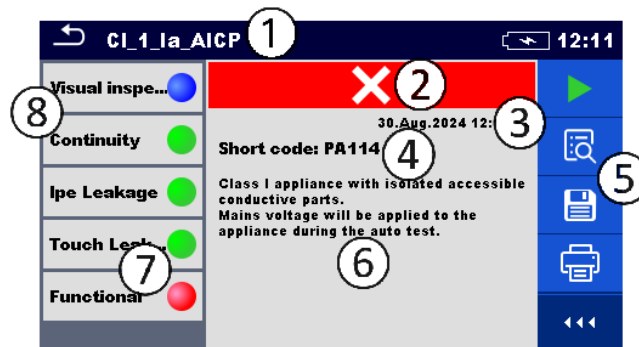 Cl_1_Ia_AICP
1
12:11
Visual inspe...
2
30.Aug.2024 12:
3
8
Continuity
Short code: PA114
4
5
Ipe Leakage
Class I appliance with isolated accessible
conductive parts.
Mains voltage will be applied to the
appliance during the auto test.
Touch Leak...
7
6
Functional